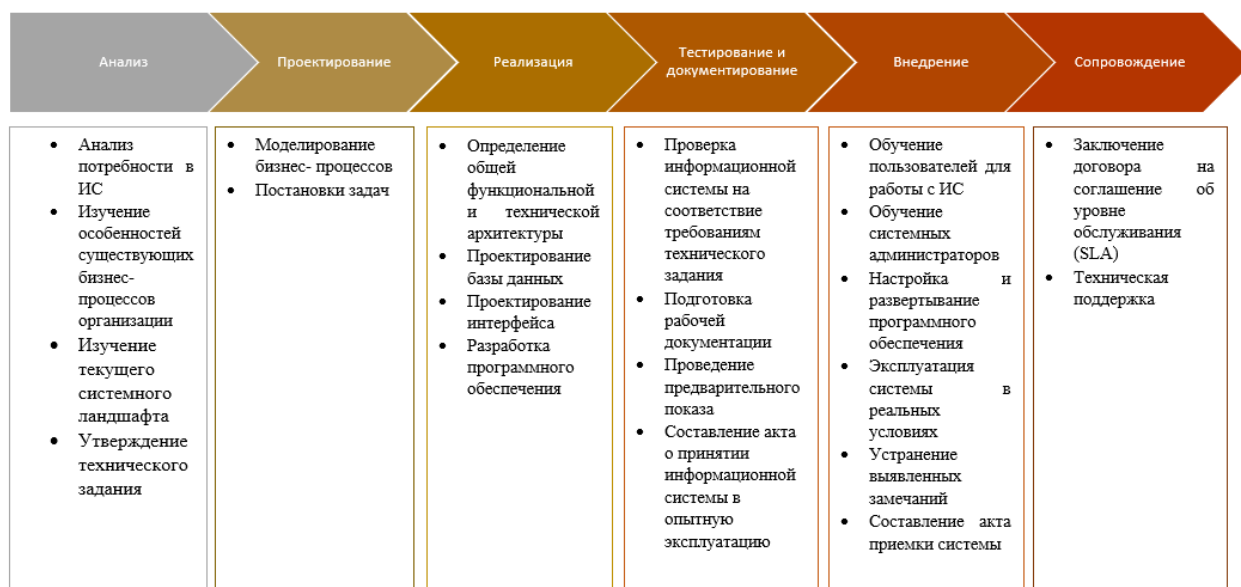 Анализ
Проектирование
Реализация
Тестирование и
документирование
Внедрение
Сопровождение
• Анализ
потребности в
ИС
• Изучение
особенностей
существующих
бизнес-
процессов
организации
• Изучение
текущего
системного
ландшафта
• Утверждение
технического
задания
• Моделирование
бизнес- процессов
• Постановки задач
• Определение
общей
функциональной
и технической
архитектуры
• Проектирование
базы данных
• Проектирование
интерфейса
• Разработка
программного
обеспечения
• Проверка
информационной
системы на
соответствие
требованиям
технического
задания
• Подготовка
рабочей
документации
• Проведение
предварительного
показа
• Составление акта
о принятии
информационной
системы в
опытную
эксплуатацию
• Обучение
пользователей для
работы с ИС
• Обучение
системных
администраторов
• Настройка и
развертывание
программного
обеспечения
• Эксплуатация
системы в
реальных
условиях
• Устранение
выявленных
замечаний
• Составление акта
приемки системы
• Заключение
договора на
соглашение об
уровне
обслуживания
(SLA)
• Техническая
поддержка